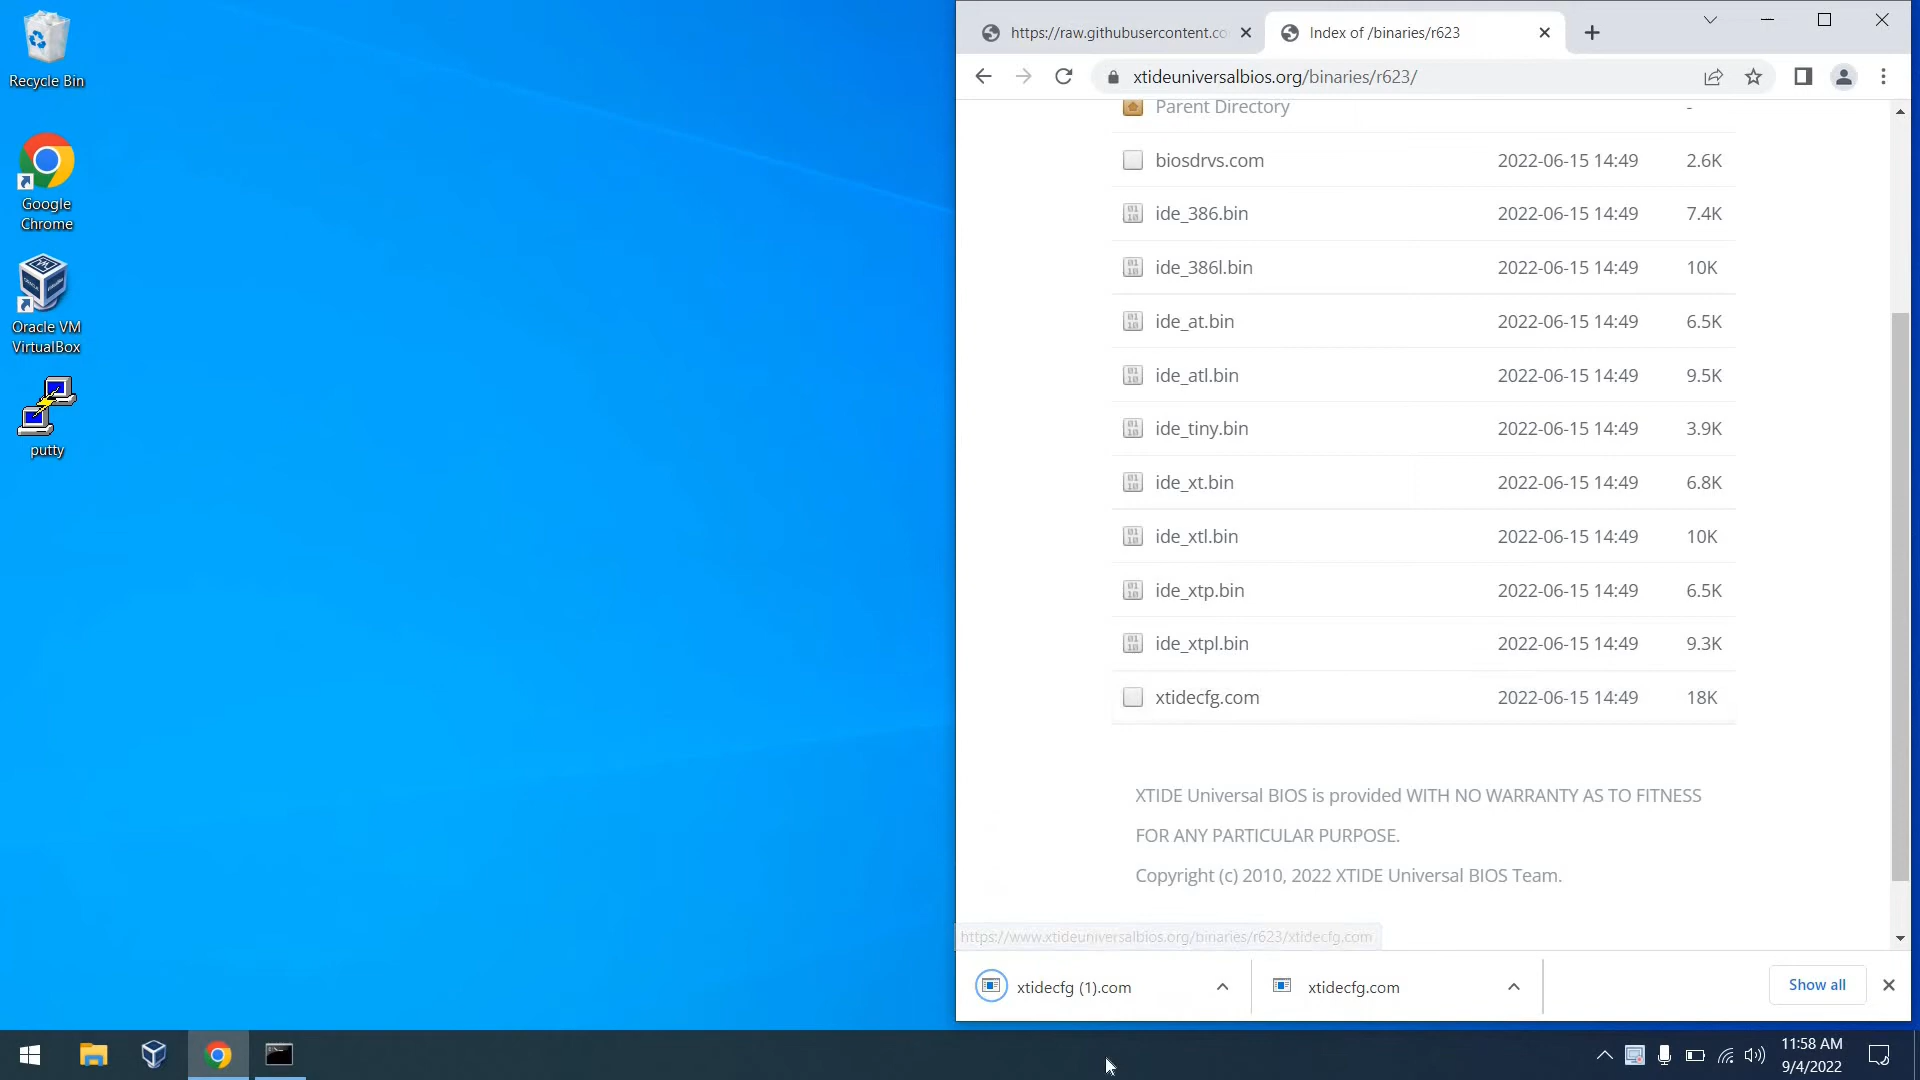 Recycle Bin
Google
Chrome
Oracle VM
VirtualBox
putty
https://raw.githubusercontent.co
Index of /binaries/r623
xtideuniversalbios.org/binaries/r623/
Parent Directory -
biosdrvs.com 2022-06-15 14:49 2.6K
ide_386.bin 2022-06-15 14:49 7.4K
ide_386l.bin 2022-06-15 14:49 10K
ide_at.bin 2022-06-15 14:49 6.5K
ide_atl.bin 2022-06-15 14:49 9.5K
ide_tiny.bin 2022-06-15 14:49 3.9K
ide_xt.bin 2022-06-15 14:49 6.8K
ide_xtl.bin 2022-06-15 14:49 10K
ide_xtp.bin 2022-06-15 14:49 6.5K
ide_xtpl.bin 2022-06-15 14:49 9.3K
xtidecfg.com 2022-06-15 14:49 18K
XTIDE Universal BIOS is provided WITH NO WARRANTY AS TO FITNESS
FOR ANY PARTICULAR PURPOSE.
Copyright (c) 2010, 2022 XTIDE Universal BIOS Team.
https://www.xtideuniversalbios.org/binaries/r623/xtidecfg.com
xtidecfg (1).com
xtidecfg.com
Show all
11:58 AM
9/4/2022